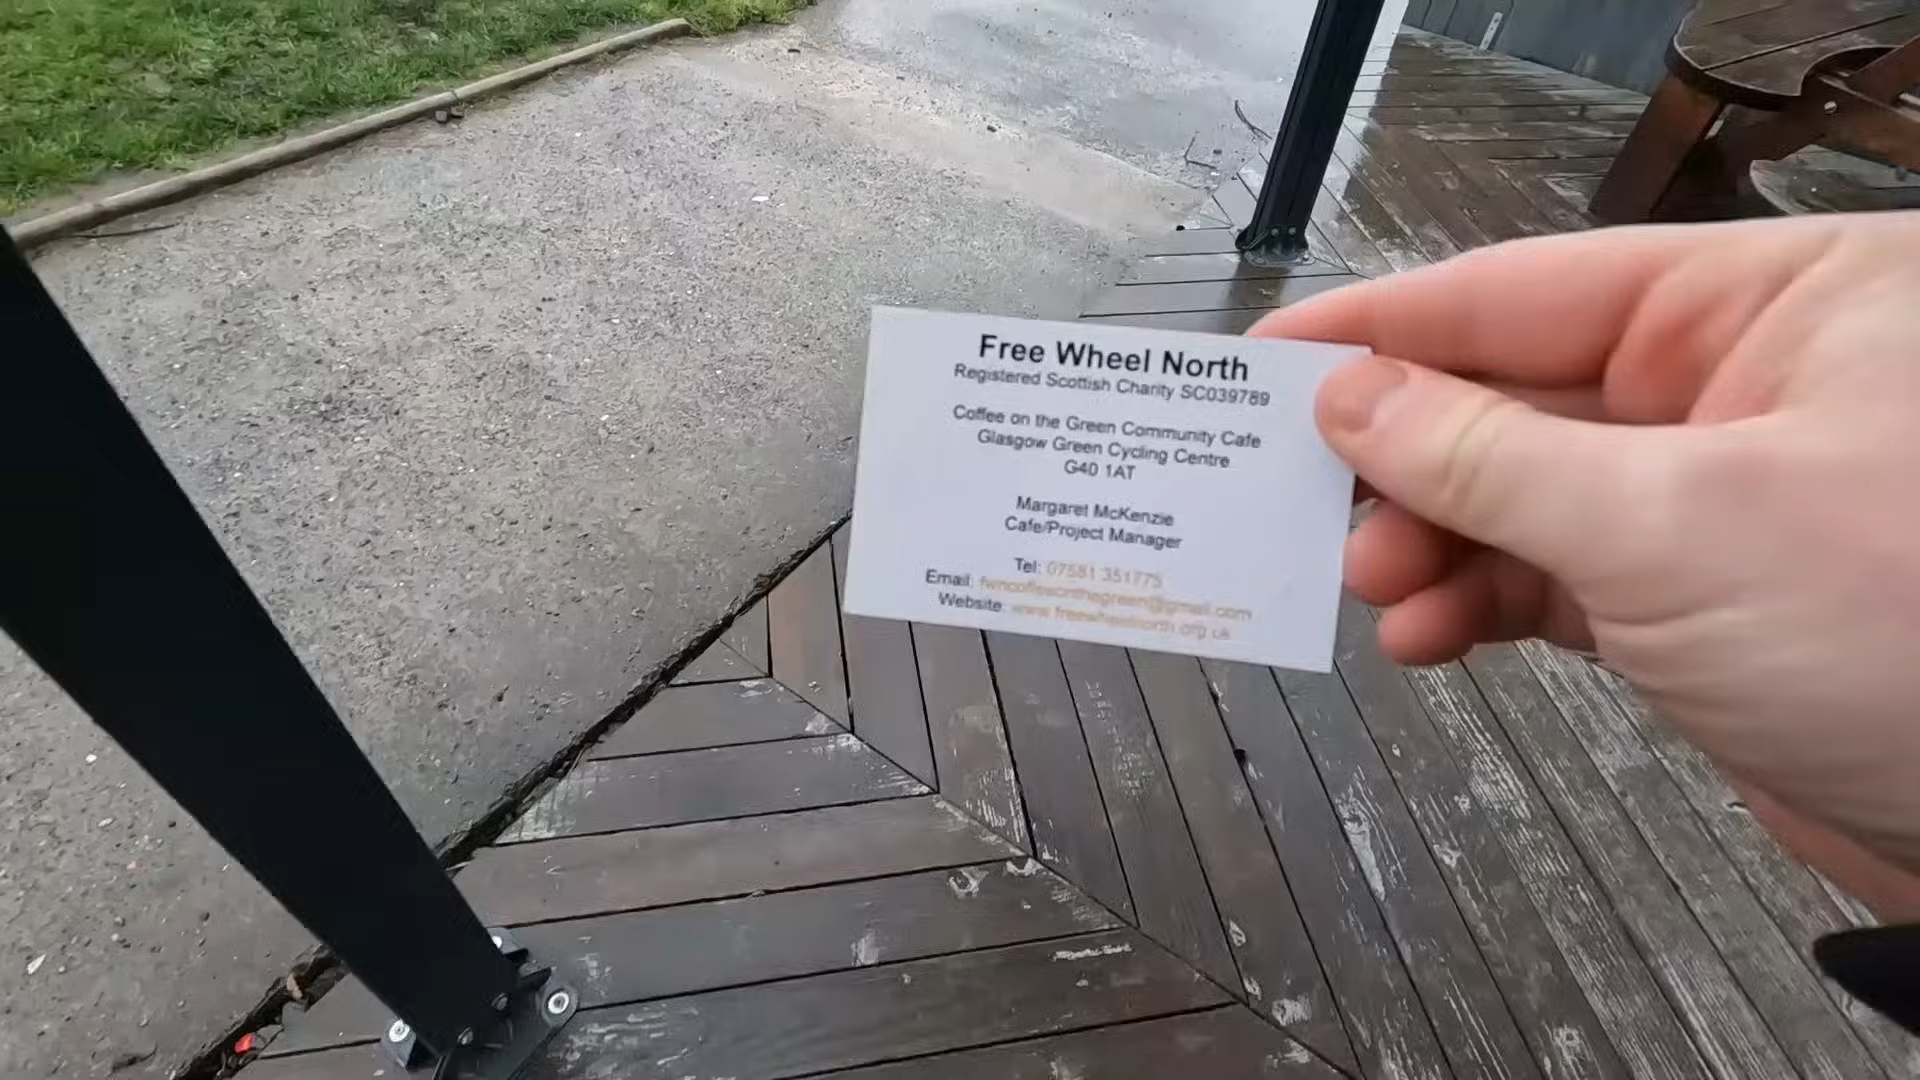 Free Wheel North
Registered Scottish Charity SC039789
Coffee on the Green Community Cafe
Glasgow Green Cycling Centre
G40 1AT
Margaret McKenzie
Cafe/Project Manager
Tel: 07581 351775
Email: fwncoffeeonthegreen@gmail.com
Website: www.freewheelnorth.org.uk